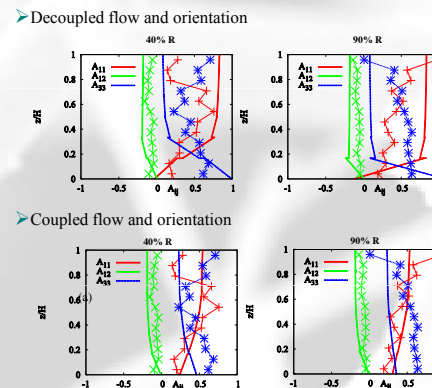 ➢Decoupled flow and orientation
40% R
90% R
A11
A12
A33
A11
A12
A33
z/H
z/H
1
0.8
0.6
0.4
0.2
0
1
0.8
0.6
0.4
0.2
0
-1 -0.5 0 Aij 0.5 1
-1 -0.5 0 Aij 0.5
➢Coupled flow and orientation
40% R
90% R
A11
A12
A33
A11
A12
A33
z/H
z/H
(a)
1
0.8
0.6
0.4
0.2
0
1
0.8
0.6
0.4
0.2
0
-1 -0.5 0 0.5 1
-1 -0.5 0 0.5